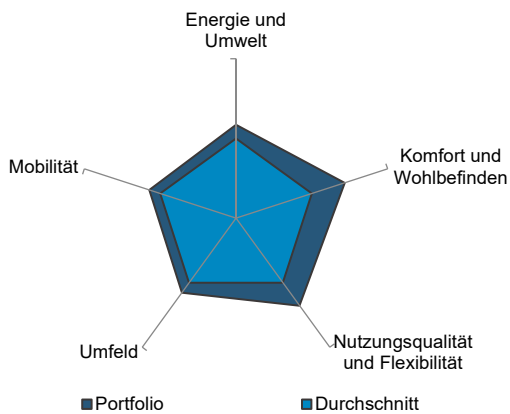 Energie und
Umwelt
Mobilität
Komfort und
Wohlbefinden
Umfeld
Nutzungsqualität
und Flexibilität
Portfolio
Durchschnitt